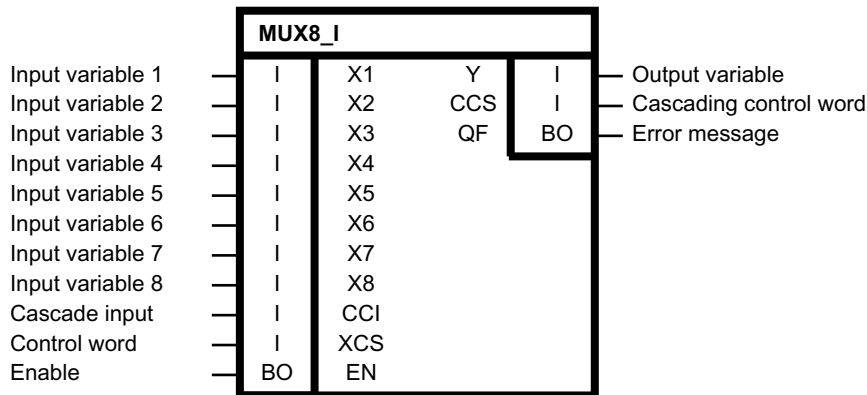 MUX8_I
Input variable 1 I X1 Y I Output variable
Input variable 2 I X2 CCS I Cascading control word
Input variable 3 I X3 QF BO Error message
Input variable 4 I X4
Input variable 5 I X5
Input variable 6 I X6
Input variable 7 I X7
Input variable 8 I X8
Cascade input I CCI
Control word I XCS
Enable BO EN